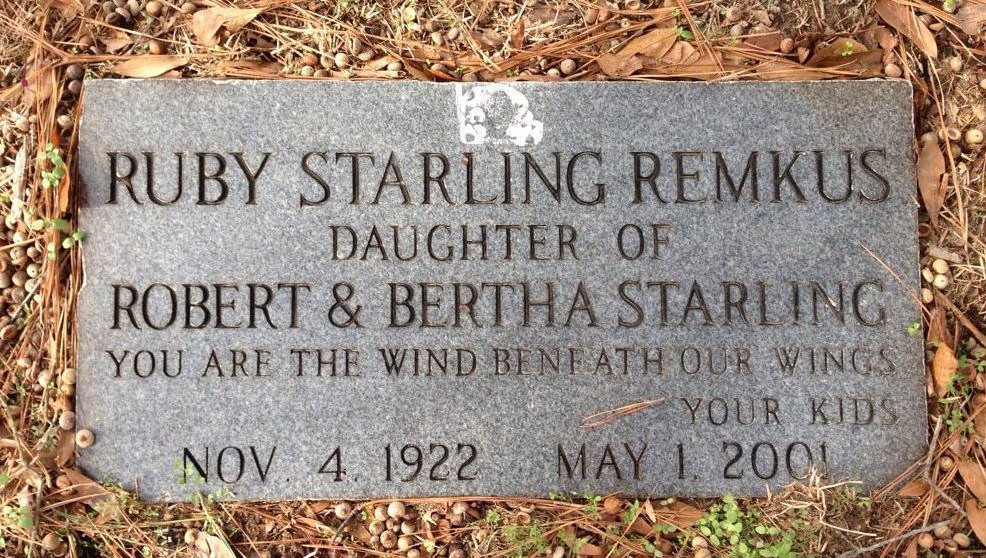 RUBY STARLING REMKUS
DAUGHTER OF
ROBERT & BERTHA STARLING
YOU ARE THE WIND BENEATH OUR WINGS
YOUR KIDS
NOV. 4. 1922 MAY 1. 2001